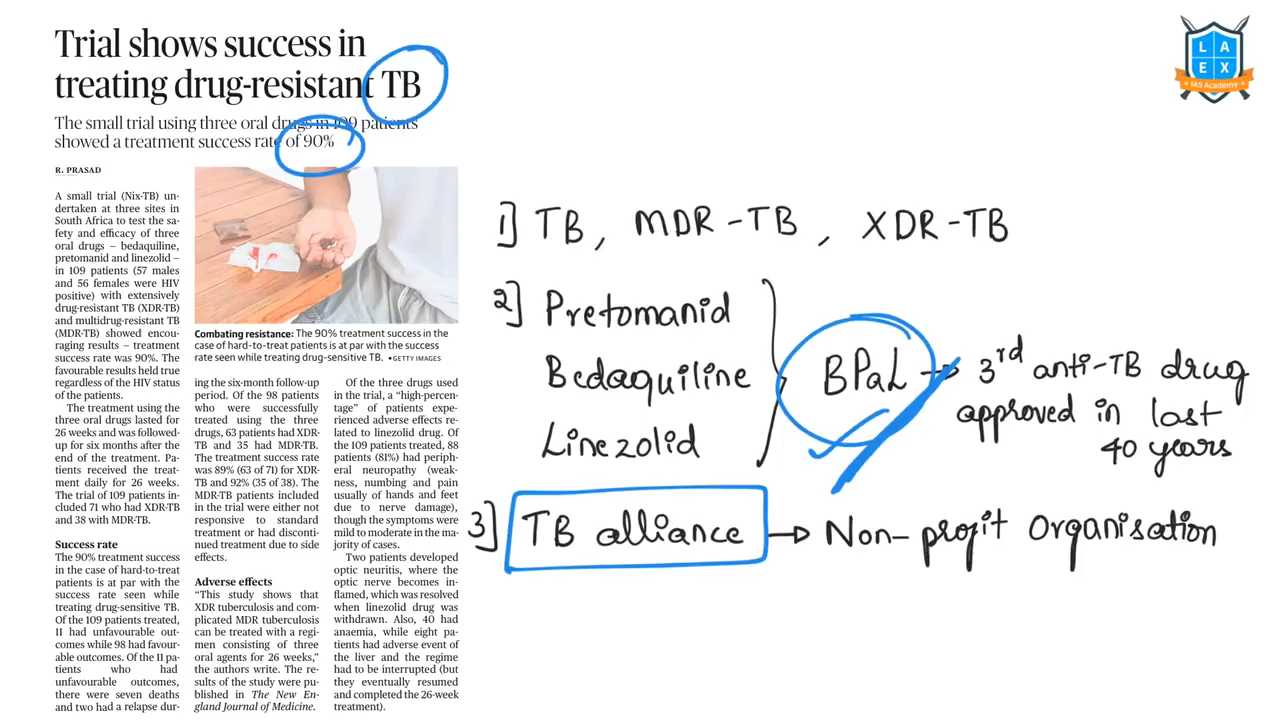 Trial shows success in
treating drug-resistant TB
The small trial using three oral drugs in 109 patients
showed a treatment success rate of 90%
R. PRASAD
A small trial (Nix-TB) un-
dertaken at three sites in
South Africa to test the sa-
fety and efficacy of three
oral drugs – bedaquiline,
pretomanid and linezolid –
in 109 patients (57 males
and 56 females were HIV
positive) with extensively
drug-resistant TB (XDR-TB)
and multidrug-resistant TB
(MDR-TB) showed encou-
raging results – treatment
success rate was 90%. The
favourable results held true
regardless of the HIV status
of the patients.
The treatment using the
three oral drugs lasted for
26 weeks and was followed-
up for six months after the
end of the treatment. Pa-
tients received the treat-
ment daily for 26 weeks.
The trial of 109 patients in-
cluded 71 who had XDR-TB
and 38 with MDR-TB.
Success rate
The 90% treatment success
in the case of hard-to-treat
patients is at par with the
success rate seen while
treating drug-sensitive TB.
Of the 109 patients treated,
11 had unfavourable out-
comes while 98 had favour-
able outcomes. Of the 11 pa-
tients who had
unfavourable outcomes,
there were seven deaths
and two had a relapse dur-
Combating resistance: The 90% treatment success in the
case of hard-to-treat patients is at par with the success
rate seen while treating drug-sensitive TB. •GETTY IMAGES
ing the six-month follow-up
period. Of the 98 patients
who were successfully
treated using the three
drugs, 63 patients had XDR-
TB and 35 had MDR-TB.
The treatment success rate
was 89% (63 of 71) for XDR-
TB and 92% (35 of 38). The
MDR-TB patients included
in the trial were either not
responsive to standard
treatment or had disconti-
nued treatment due to side
effects.
Adverse effects
“This study shows that
XDR tuberculosis and com-
plicated MDR tuberculosis
can be treated with a regi-
men consisting of three
oral agents for 26 weeks,”
the authors write. The re-
sults of the study were pu-
blished in The New En-
gland Journal of Medicine.
Of the three drugs used
in the trial, a “high-percen-
tage” of patients expe-
rienced adverse effects re-
lated to linezolid drug. Of
the 109 patients treated, 88
patients (81%) had periph-
eral neuropathy (weak-
ness, numbing and pain
usually of hands and feet
due to nerve damage),
though the symptoms were
mild to moderate in the ma-
jority of cases.
Two patients developed
optic neuritis, where the
optic nerve becomes in-
flamed, which was resolved
when linezolid drug was
withdrawn. Also, 40 had
anaemia, while eight pa-
tients had adverse event of
the liver and the regime
had to be interrupted (but
they eventually resumed
and completed the 26-week
treatment).
1] TB, MDR-TB, XDR-TB
2] Pretomanid
Bedaquiline
Linezolid
BPaL → 3rd anti-TB drug
approved in last
40 years
3] TB alliance → Non-profit Organisation
L A
E X
IAS Academy